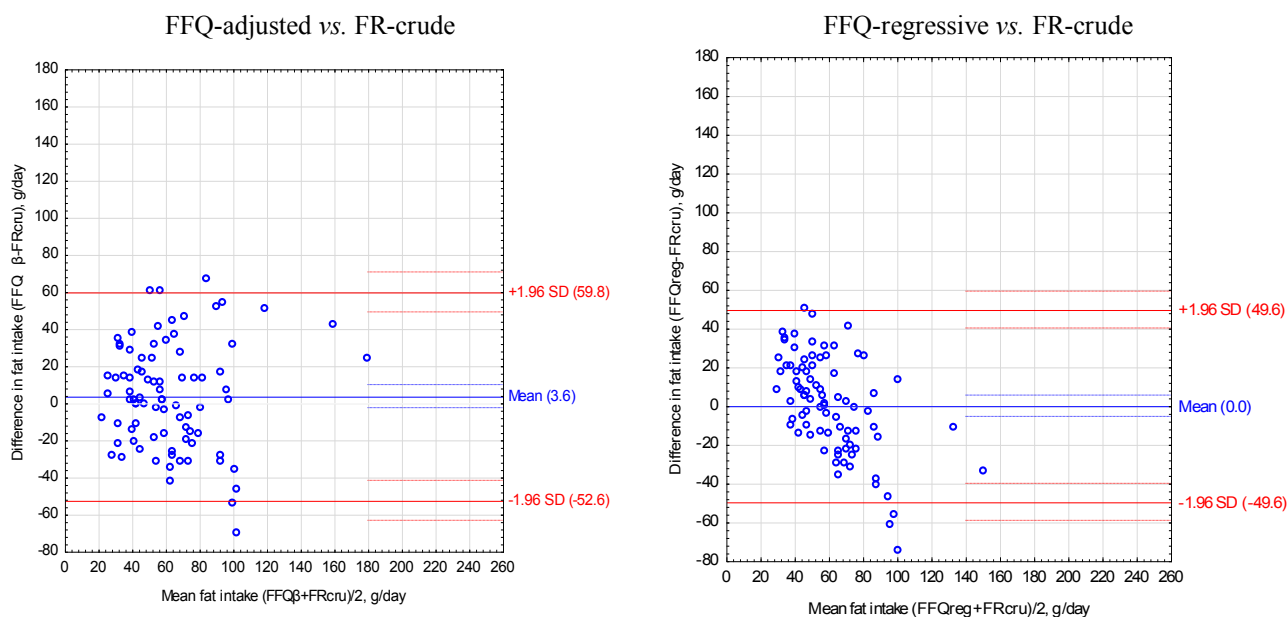 FFQ-adjusted vs. FR-crude
180
160
140
120
100
80
60
40
20
0
-20
-40
-60
-80
Difference in fat intake (FFQ β-FRcru), g/day
+1.96 SD (59.8)
Mean (3.6)
-1.96 SD (-52.6)
0 20 40 60 80 100 120 140 160 180 200 220 240 260
Mean fat intake (FFQβ+FRcru)/2, g/day
FFQ-regressive vs. FR-crude
180
160
140
120
100
80
60
40
20
0
-20
-40
-60
-80
Difference in fat intake (FFQreg-FRcru), g/day
+1.96 SD (49.6)
Mean (0.0)
-1.96 SD (-49.6)
0 20 40 60 80 100 120 140 160 180 200 220 240 260
Mean fat intake (FFQreg+FRcru)/2, g/day